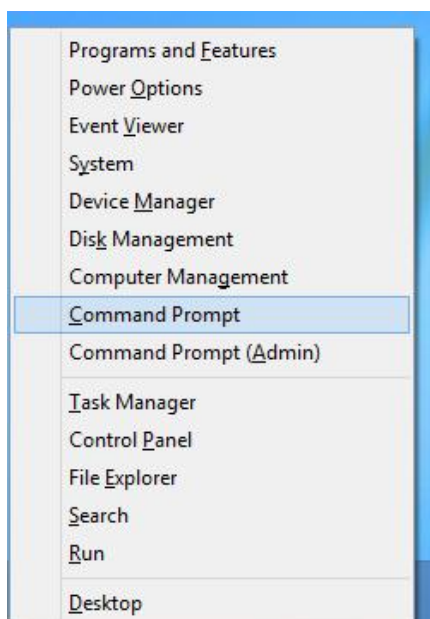 Programs and Features
Power Options
Event Viewer
System
Device Manager
Disk Management
Computer Management
Command Prompt
Command Prompt (Admin)
Task Manager
Control Panel
File Explorer
Search
Run
Desktop